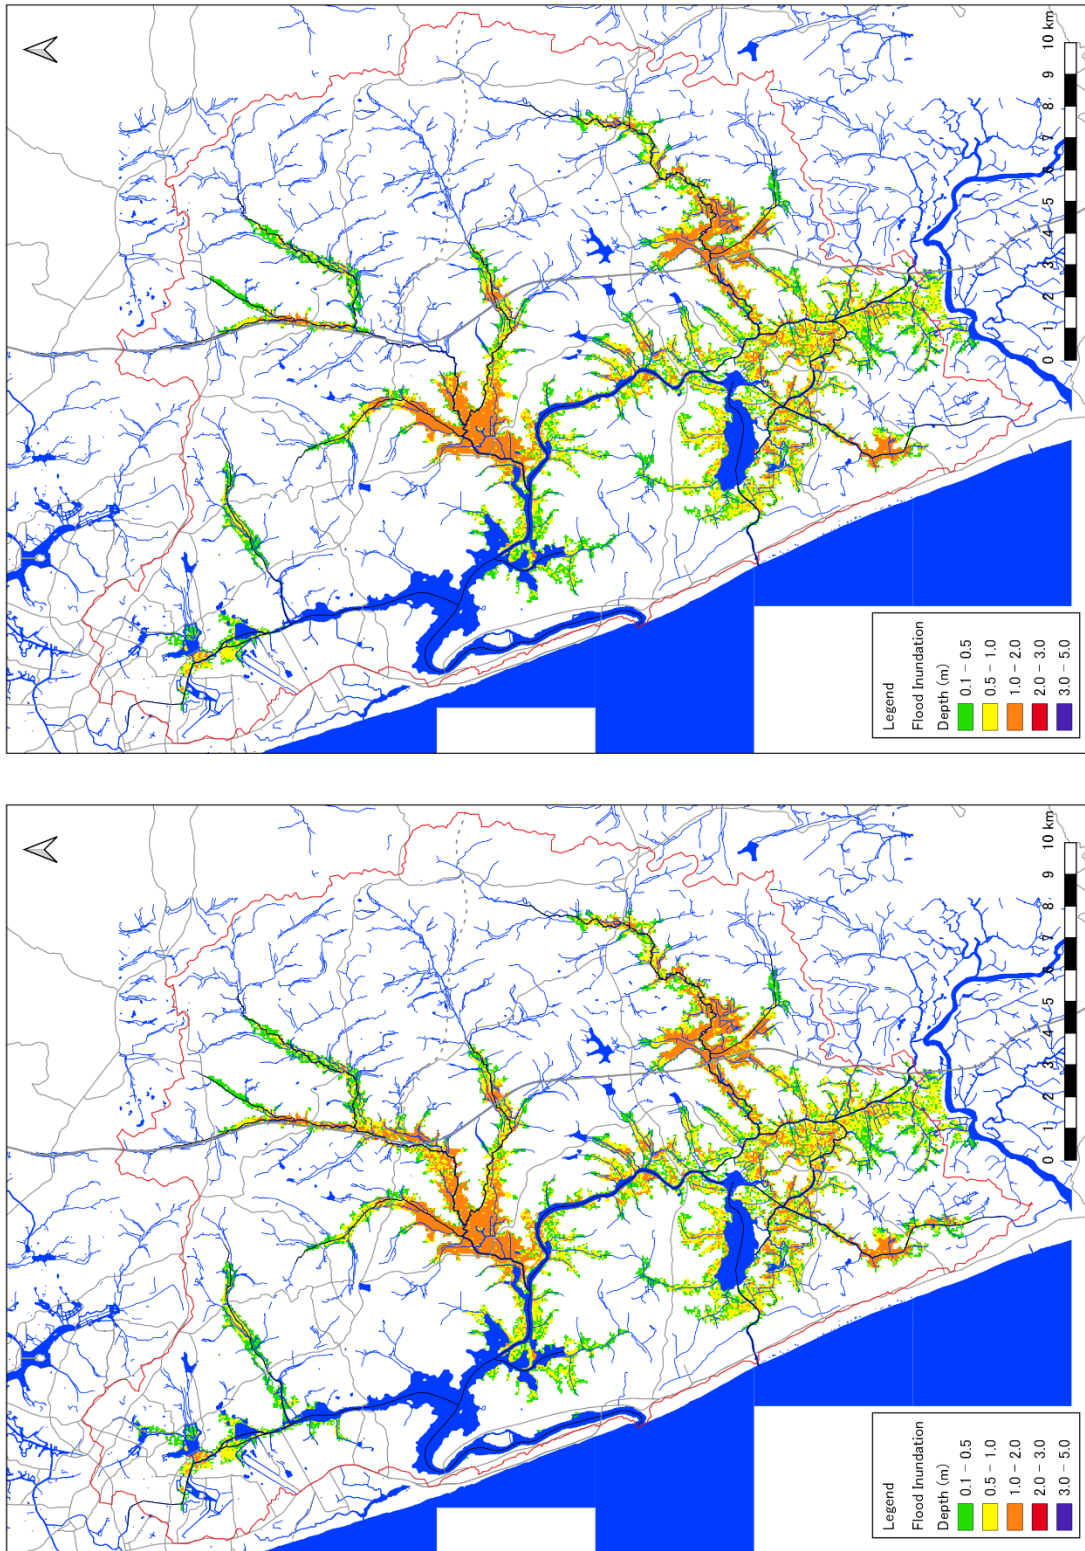 0 1 2 3 4 5 6 7 8 9 10 km
Legend
Flood Inundation
Depth (m)
0.1 – 0.5
0.5 – 1.0
1.0 – 2.0
2.0 – 3.0
3.0 – 5.0
0 1 2 3 4 5 6 7 8 9 10 km
Legend
Flood Inundation
Depth (m)
0.1 – 0.5
0.5 – 1.0
1.0 – 2.0
2.0 – 3.0
3.0 – 5.0